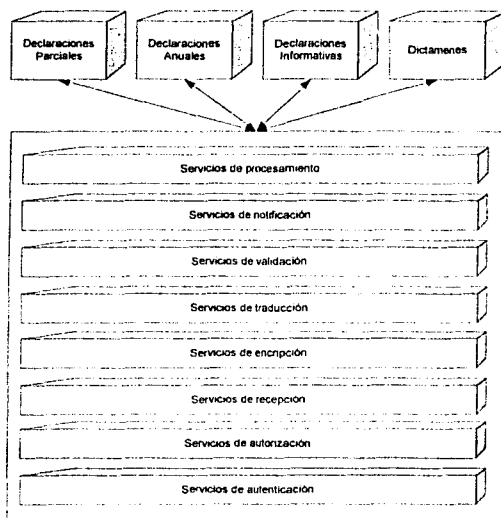 Declaraciones
Parciales
Declaraciones
Anuales
Declaraciones
Informativas
Dictámenes
Servicios de procesamiento
Servicios de notificación
Servicios de validación
Servicios de traducción
Servicios de encripción
Servicios de recepción
Servicios de autorización
Servicios de autenticación